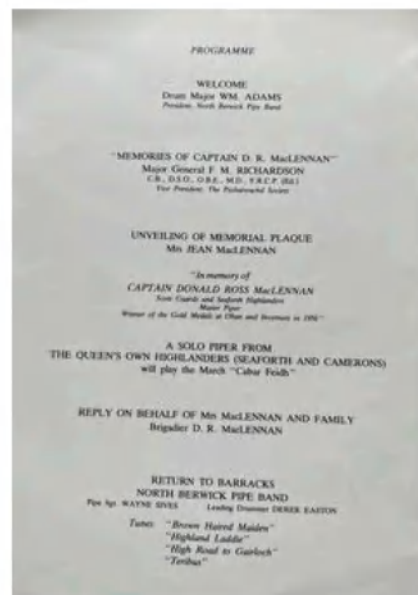 PROGRAMME
WELCOME
Drum Major WM. ADAMS
President, North Berwick Pipe Band
"MEMORIES OF CAPTAIN D. R. MacLENNAN"
Major General F. M. RICHARDSON
C.B., D.S.O., O.B.E., M.D., F.R.C.P. (Ed.)
Vice President, The Piobaireachd Society
UNVEILING OF MEMORIAL PLAQUE
Mrs JEAN MacLENNAN
"In memory of
CAPTAIN DONALD ROSS MacLENNAN
Scots Guards and Seaforth Highlanders
Master Piper
Winner of the Gold Medals at Oban and Inverness in 1956"
A SOLO PIPER FROM
THE QUEEN'S OWN HIGHLANDERS (SEAFORTH AND CAMERONS)
will play the March "Cabar Feidh"
REPLY ON BEHALF OF Mrs MacLENNAN AND FAMILY
Brigadier D. R. MacLENNAN
RETURN TO BARRACKS
NORTH BERWICK PIPE BAND
Pipe Sgt. WAYNE SIVES Leading Drummer DEREK EASTON
Tunes "Brown Haired Maiden"
"Highland Laddie"
"High Road to Gairloch"
"Teribus"